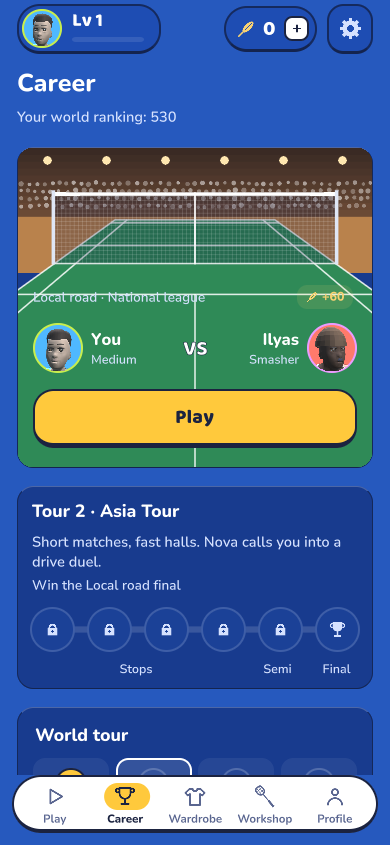 Lv 1
0
+
Career
Your world ranking: 530
Local road · National league
+60
You
Medium
VS
Ilyas
Smasher
Play
Tour 2 · Asia Tour
Short matches, fast halls. Nova calls you into a
drive duel.
Win the Local road final
Stops
Semi
Final
World tour
Play
Career
Wardrobe
Workshop
Profile